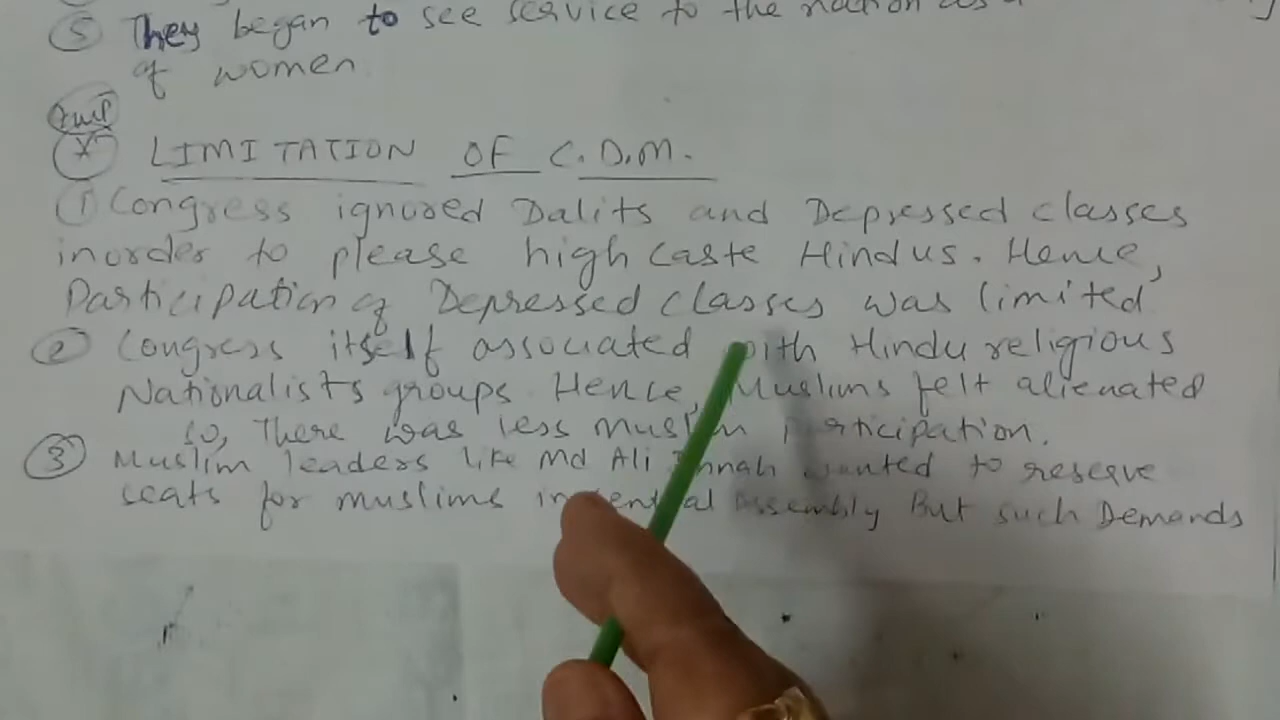 ⑤ They began to see service to the nation as a
of women
Imp
* LIMITATION OF C.D.M.
① Congress ignored Dalits and Depressed classes
inorder to please high caste Hindus. Hence,
Participation of Depressed classes was limited
② Congress itself associated with Hindu religious
Nationalists groups. Hence, Muslims felt alienated
so, There was less muslim participation.
③ Muslim leaders like Md Ali Jinnah wanted to reserve
seats for muslims in central assembly But such Demands